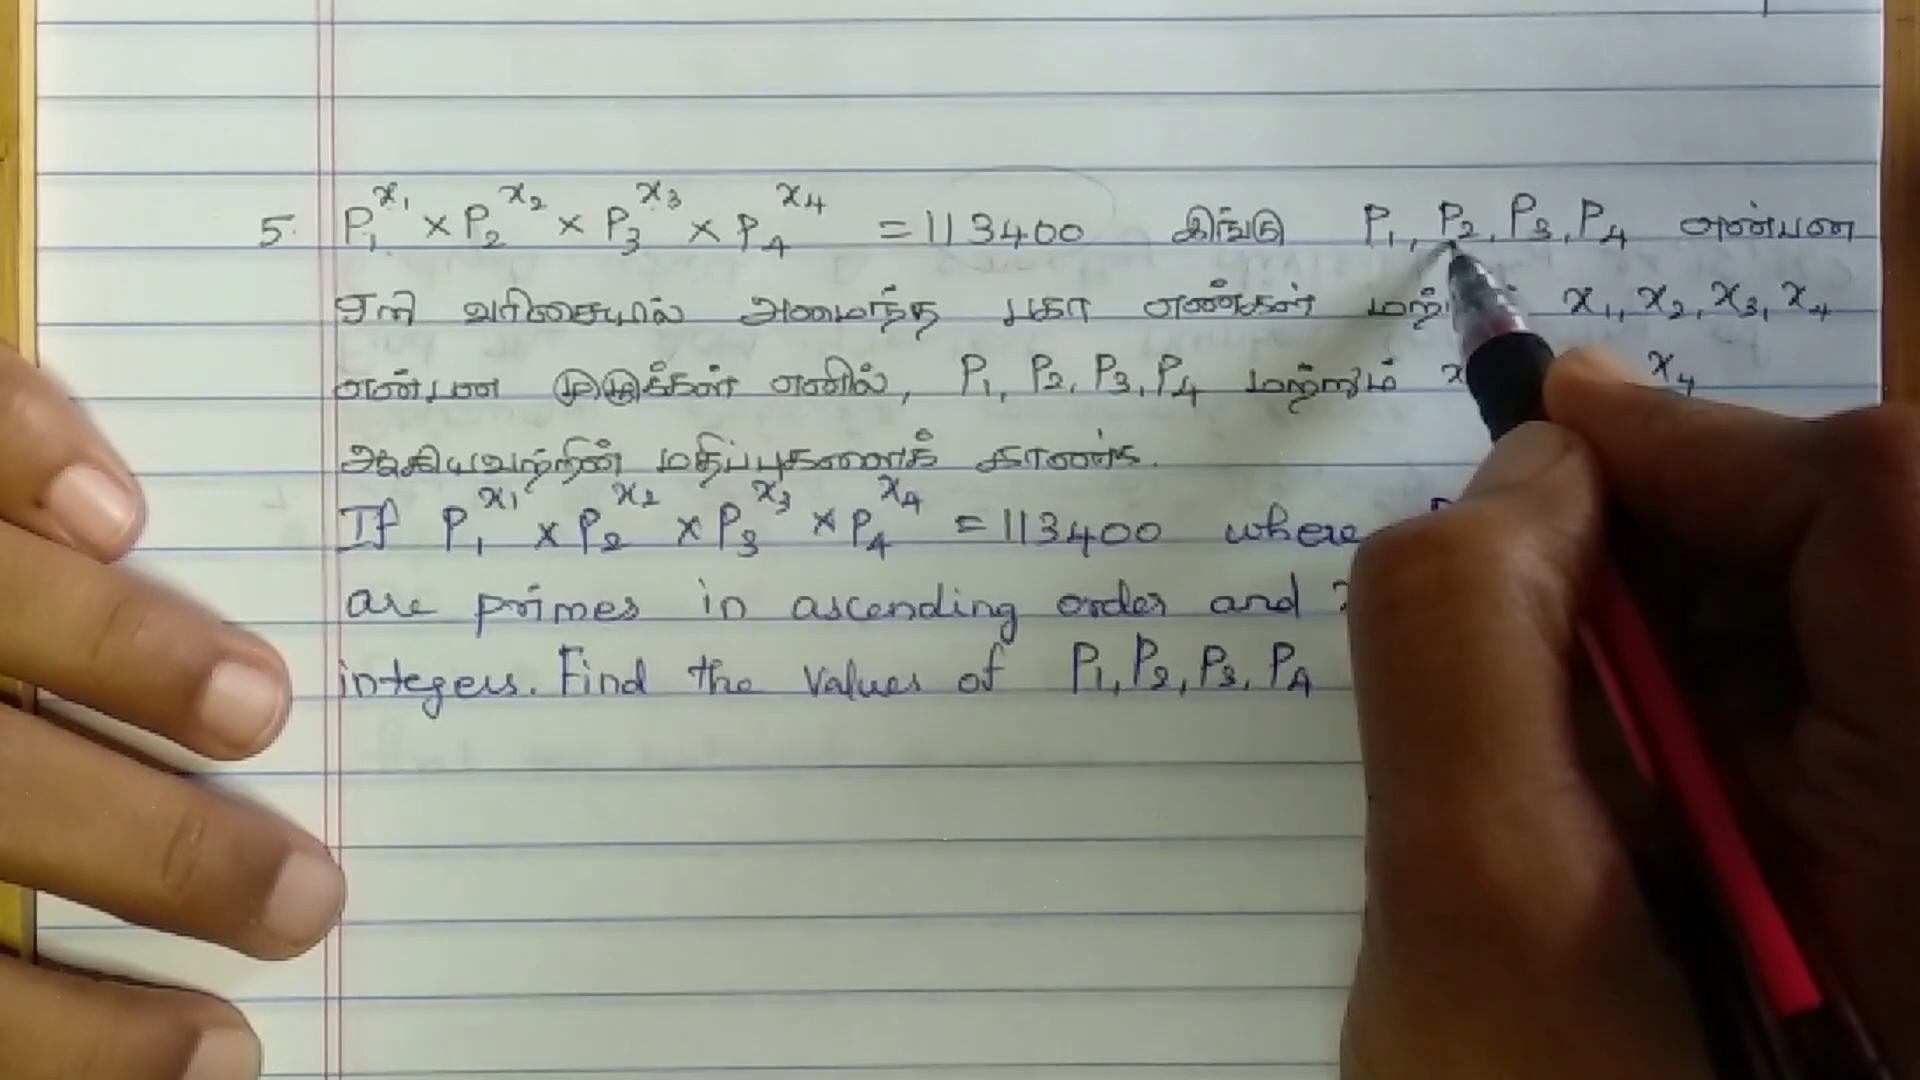 5. P₁^x₁ × P₂^x₂ × P₃^x₃ × P₄^x₄ = 113400 இங்கு P₁, P₂, P₃, P₄ என்பன
ஏறு வரிசையில் அமைந்த பகா எண்கள் x₁, x₂, x₃, x₄
என்பன முழுக்கள் எனில், P₁, P₂, P₃, P₄ மற்றும் x₄
ஆகியவற்றின் மதிப்புகளைக் காண்க.
If P₁^x₁ × P₂^x₂ × P₃^x₃ × P₄^x₄ = 113400 where
are primes in ascending order and
integers. Find the values of P₁, P₂, P₃, P₄